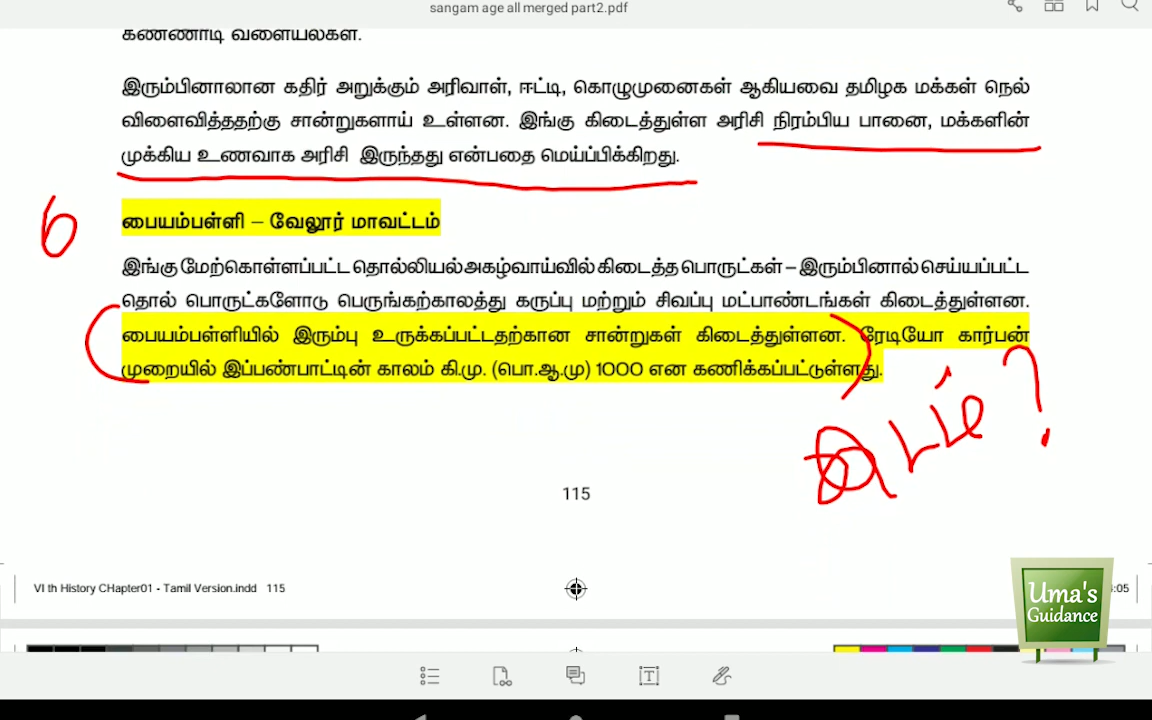 sangam age all merged part2.pdf
கண்ணாடி வளையல்கள்.
இரும்பினாலான கதிர் அறுக்கும் அரிவாள், ஈட்டி, கொழுமுனைகள் ஆகியவை தமிழக மக்கள் நெல்
விளைவித்ததற்கு சான்றுகளாய் உள்ளன. இங்கு கிடைத்துள்ள அரிசி நிரம்பிய பானை, மக்களின்
முக்கிய உணவாக அரிசி இருந்தது என்பதை மெய்ப்பிக்கிறது.
6
பையம்பள்ளி – வேலூர் மாவட்டம்
இங்கு மேற்கொள்ளப்பட்ட தொல்லியல் அகழ்வாய்வில் கிடைத்த பொருட்கள் – இரும்பினால் செய்யப்பட்ட
தொல் பொருட்களோடு பெருங்கற்காலத்து கருப்பு மற்றும் சிவப்பு மட்பாண்டங்கள் கிடைத்துள்ளன.
பையம்பள்ளியில் இரும்பு உருக்கப்பட்டதற்கான சான்றுகள் கிடைத்துள்ளன. ரேடியோ கார்பன்
முறையில் இப்பண்பாட்டின் காலம் கி.மு. (பொ.ஆ.மு) 1000 என கணிக்கப்பட்டுள்ளது.
இடம்?
115
VI th History CHapter01 - Tamil Version.indd 115
:05
Uma's
Guidance